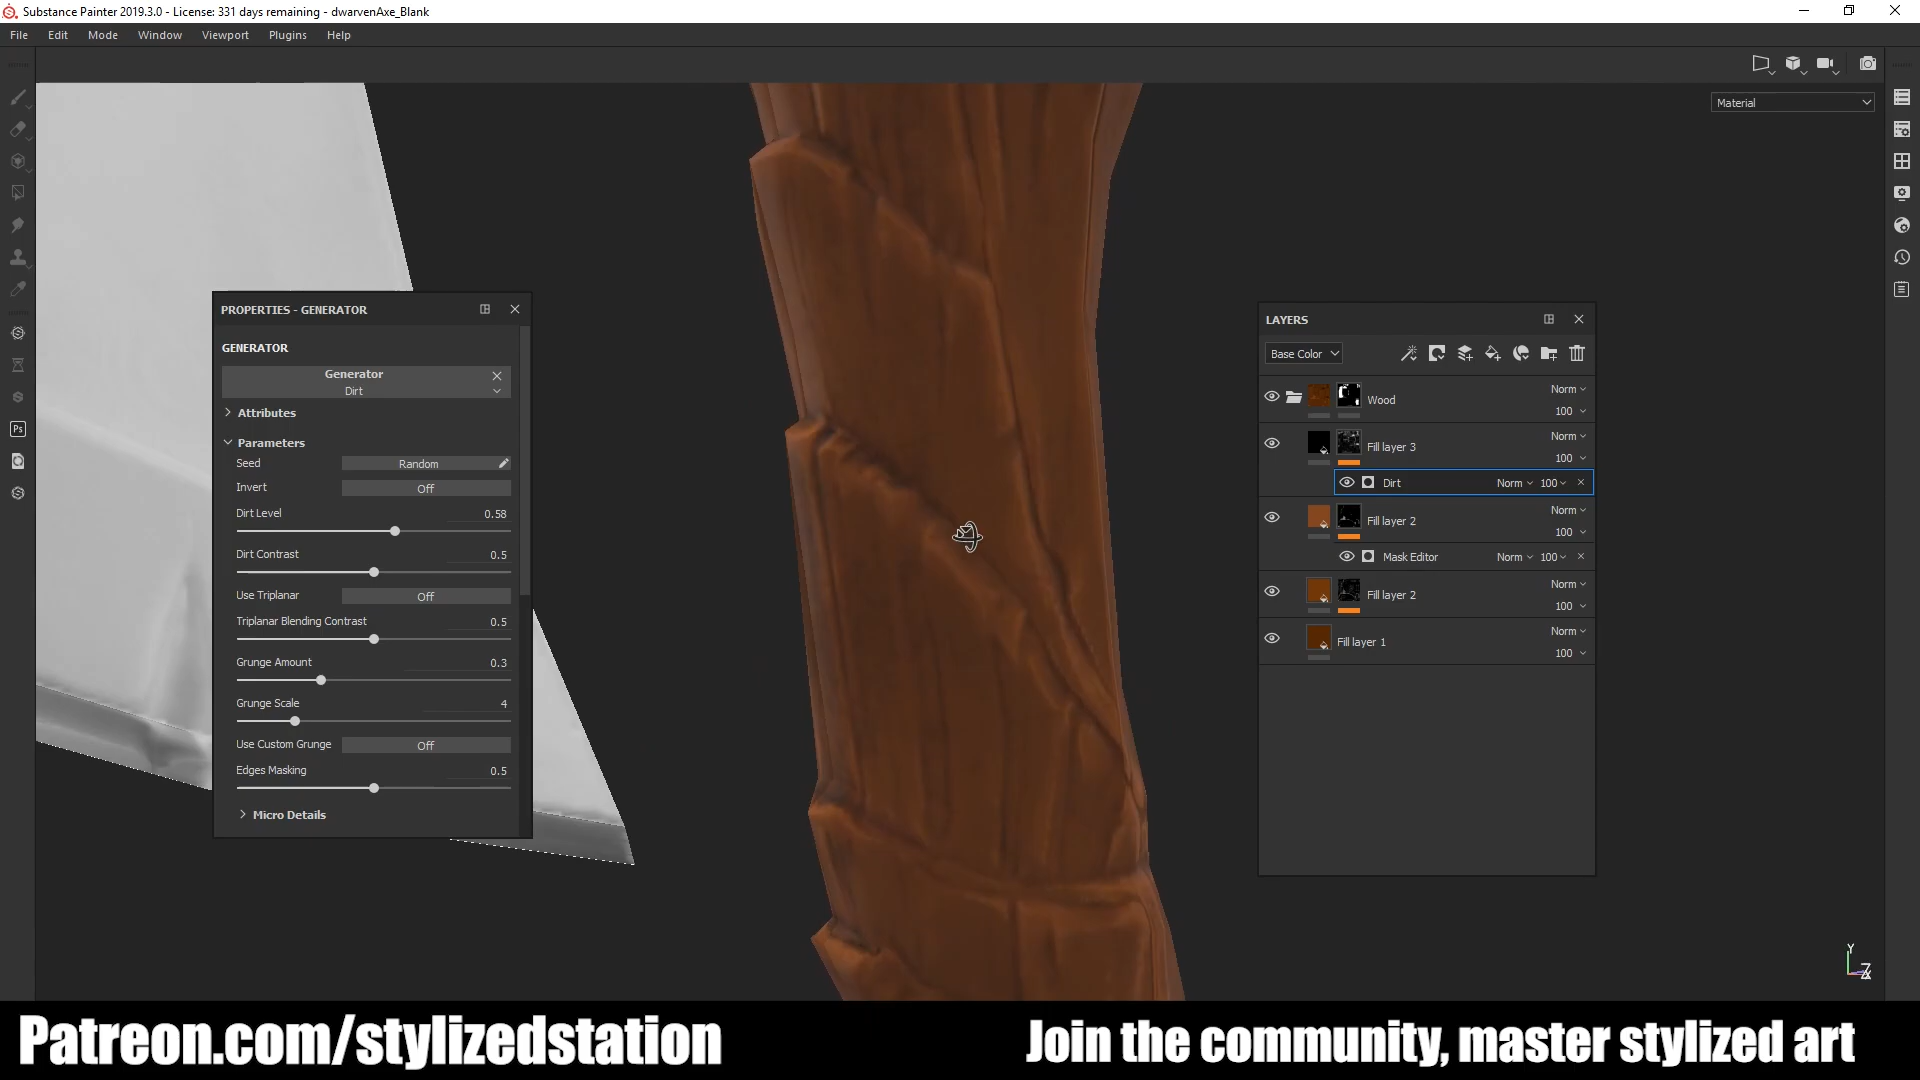 Substance Painter 2019.3.0 - License: 331 days remaining - dwarvenAxe_Blank
File Edit Mode Window Viewport Plugins Help
Material
PROPERTIES - GENERATOR
GENERATOR
Generator
Dirt
Attributes
Parameters
Seed Random
Invert Off
Dirt Level 0.58
Dirt Contrast 0.5
Use Triplanar Off
Triplanar Blending Contrast 0.5
Grunge Amount 0.3
Grunge Scale 4
Use Custom Grunge Off
Edges Masking 0.5
Micro Details
Ps
LAYERS
Base Color
Wood Norm
100
Fill layer 3 Norm
100
Dirt Norm 100
Fill layer 2 Norm
100
Mask Editor Norm 100
Fill layer 2 Norm
100
Fill layer 1 Norm
100
Y
Z
Patreon.com/stylizedstation
Join the community, master stylized art